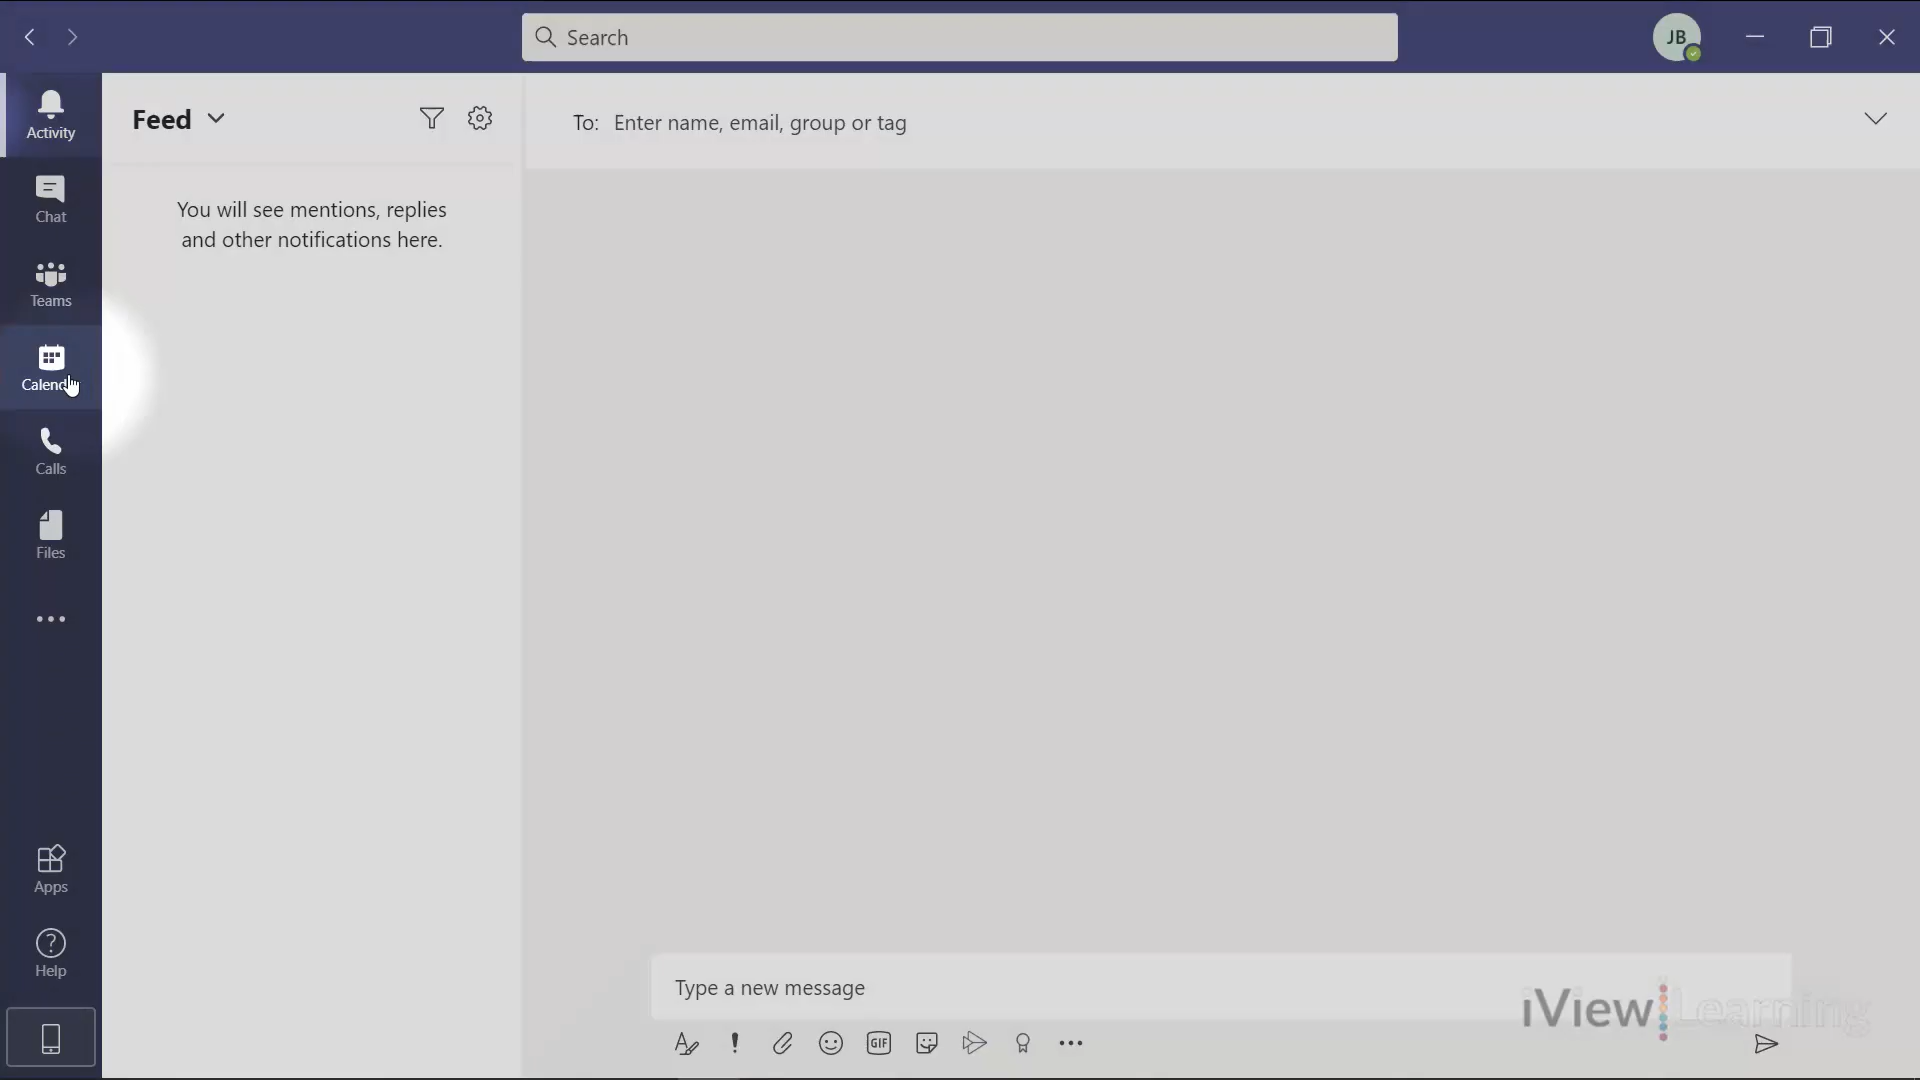 Search
JB
Activity
Feed
To: Enter name, email, group or tag
You will see mentions, replies
and other notifications here.
Chat
Teams
Calls
Files
Apps
Help
Type a new message
GIF
iView Learning